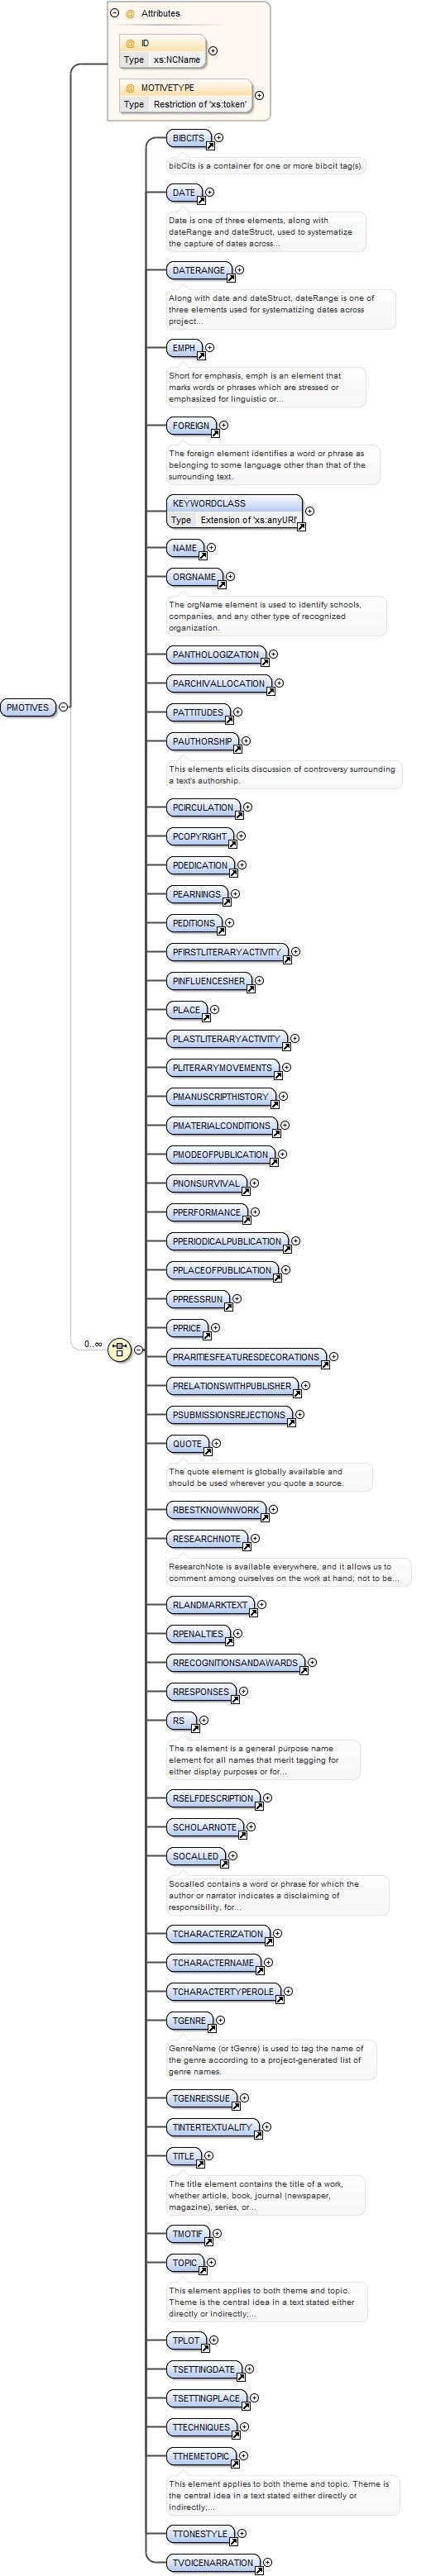 Attributes
@ ID
Type xs:NCName
@ MOTIVETYPE
Type Restriction of 'xs:token'
BIBCITS
bibCits is a container for one or more bibcit tag(s).
DATE
Date is one of three elements, along with
dateRange and dateStruct, used to systematize
the capture of dates across...
DATERANGE
Along with date and dateStruct, dateRange is one of
three elements used for systematizing dates across
project...
EMPH
Short for emphasis, emph is an element that
marks words or phrases which are stressed or
emphasized for linguistic or...
FOREIGN
The foreign element identifies a word or phrase as
belonging to some language other than that of the
surrounding text.
KEYWORDCLASS
Type Extension of 'xs:anyURI'
NAME
ORGNAME
The orgName element is used to identify schools,
companies, and any other type of recognized
organization.
PANTHOLOGIZATION
PARCHIVALLOCATION
PMOTIVES
PATTITUDES
PAUTHORSHIP
This elements elicits discussion of controversy surrounding
a text's authorship.
PCIRCULATION
PCOPYRIGHT
PDEDICATION
PEARNINGS
PEDITIONS
PFIRSTLITERARYACTIVITY
PINFLUENCESHER
PLACE
PLASTLITERARYACTIVITY
PLITERARYMOVEMENTS
PMANUSCRIPTHISTORY
PMATERIALCONDITIONS
PMODEOFPUBLICATION
PNONSURVIVAL
PPERFORMANCE
PPERIODICALPUBLICATION
PPLACEOFPUBLICATION
PPRESSRUN
PPRICE
0..∞
PRARITIESFEATURESDECORATIONS
PRELATIONSWITHPUBLISHER
PSUBMISSIONSREJECTIONS
QUOTE
The quote element is globally available and
should be used wherever you quote a source.
RBESTKNOWNWORK
RESEARCHNOTE
ResearchNote is available everywhere, and it allows us to
comment among ourselves on the work at hand; not to be...
RLANDMARKTEXT
RPENALTIES
RRECOGNITIONSANDAWARDS
RRESPONSES
RS
The rs element is a general purpose name
element for all names that merit tagging for
either display purposes or for...
RSELFDESCRIPTION
SCHOLARNOTE
SOCALLED
Socalled contains a word or phrase for which the
author or narrator indicates a disclaiming of
responsibility, for...
TCHARACTERIZATION
TCHARACTERNAME
TCHARACTERTYPEROLE
TGENRE
GenreName (or tGenre) is used to tag the name of
the genre according to a project-generated list of
genre names.
TGENREISSUE
TINTERTEXTUALITY
TITLE
The title element contains the title of a work,
whether article, book, journal (newspaper,
magazine), series, or...
TMOTIF
TOPIC
This element applies to both theme and topic.
Theme is the central idea in a text stated either
directly or indirectly;...
TPLOT
TSETTINGDATE
TSETTINGPLACE
TTECHNIQUES
TTHEMETOPIC
This element applies to both theme and topic. Theme is
the central idea in a text stated either directly or
indirectly;...
TTONESTYLE
TVOICENARRATION